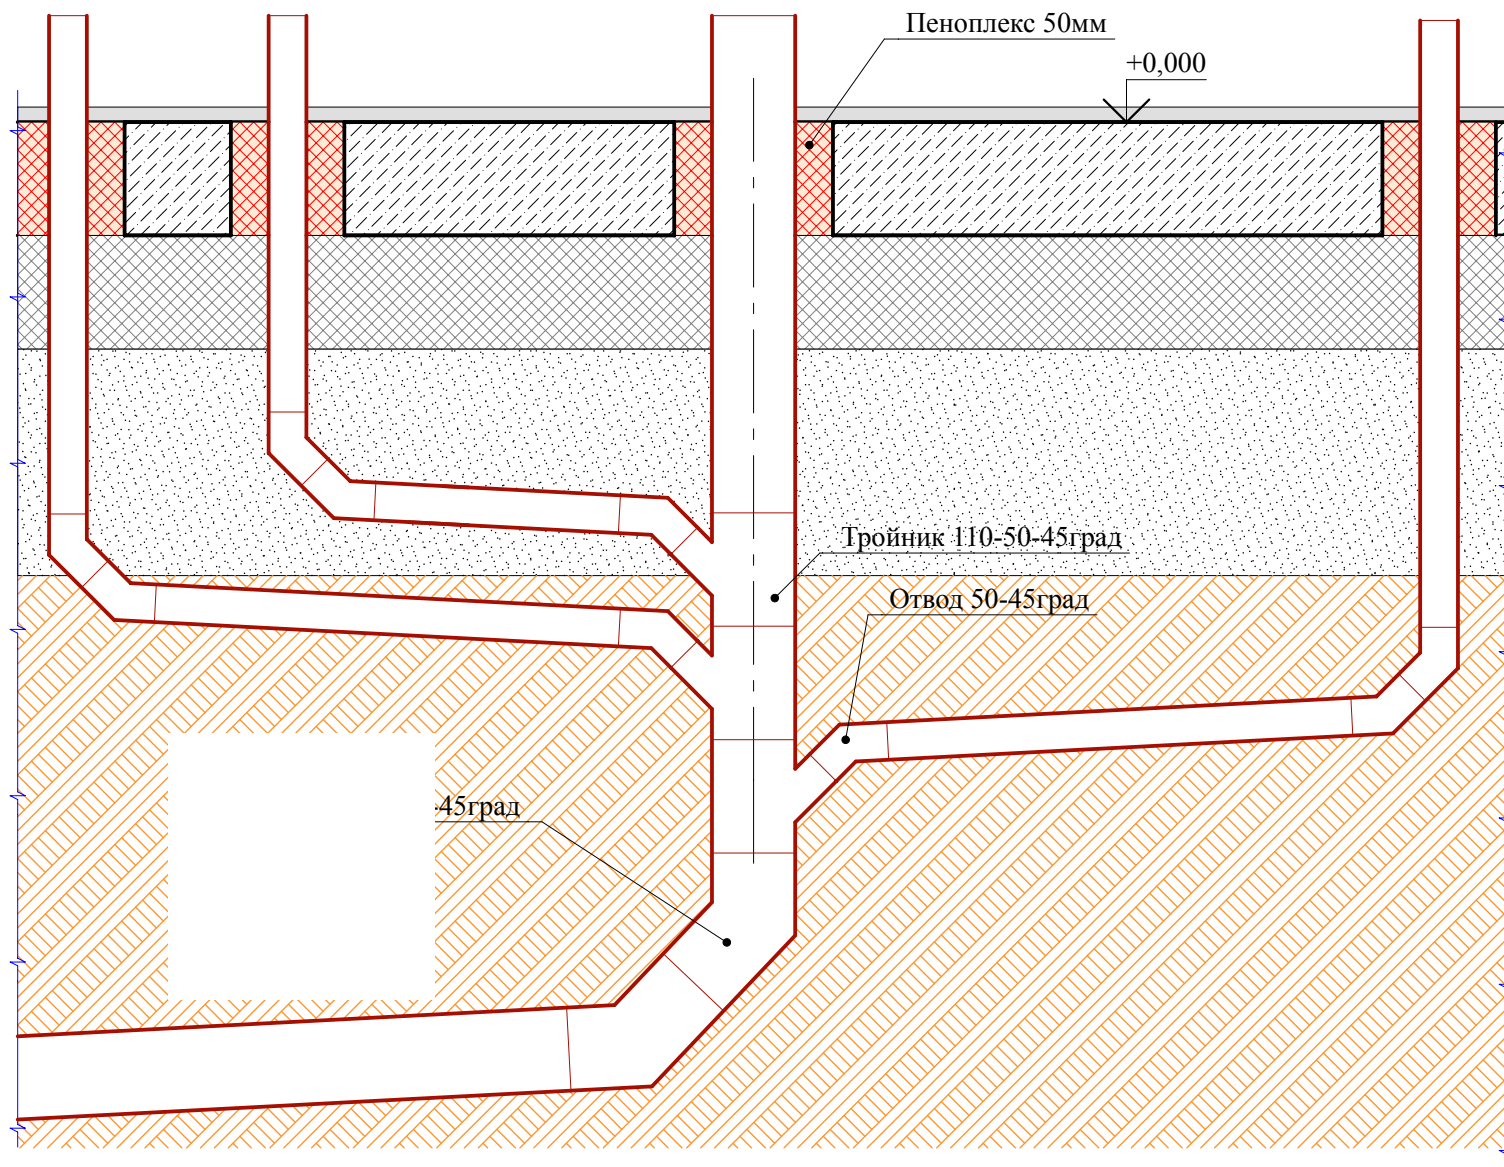 Пеноплекс 50мм
+0,000
Тройник 110-50-45град
Отвод 50-45град
-45град